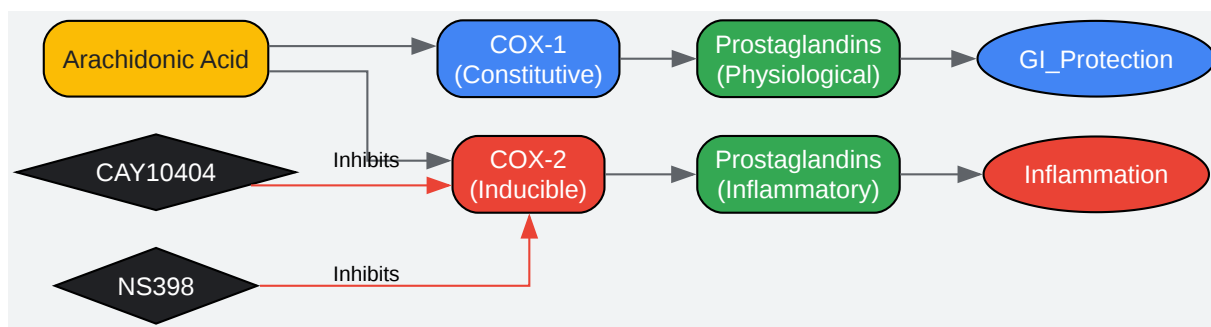 Arachidonic Acid
COX-1
(Constitutive)
Prostaglandins
(Physiological)
GI_Protection
CAY10404
Inhibits
COX-2
(Inducible)
Prostaglandins
(Inflammatory)
Inflammation
NS398
Inhibits